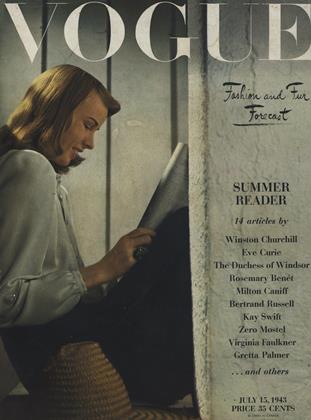 VOGUE
Fashion and Fur
Forecast
SUMMER
READER
14 articles by
Winston Churchill
Eve Curie
The Duchess of Windsor
Rosemary Benét
Milton Caniff
Bertrand Russell
Kay Swift
Zero Mostel
Virginia Faulkner
Gretta Palmer
...and others
JULY 15, 1943
PRICE 35 CENTS